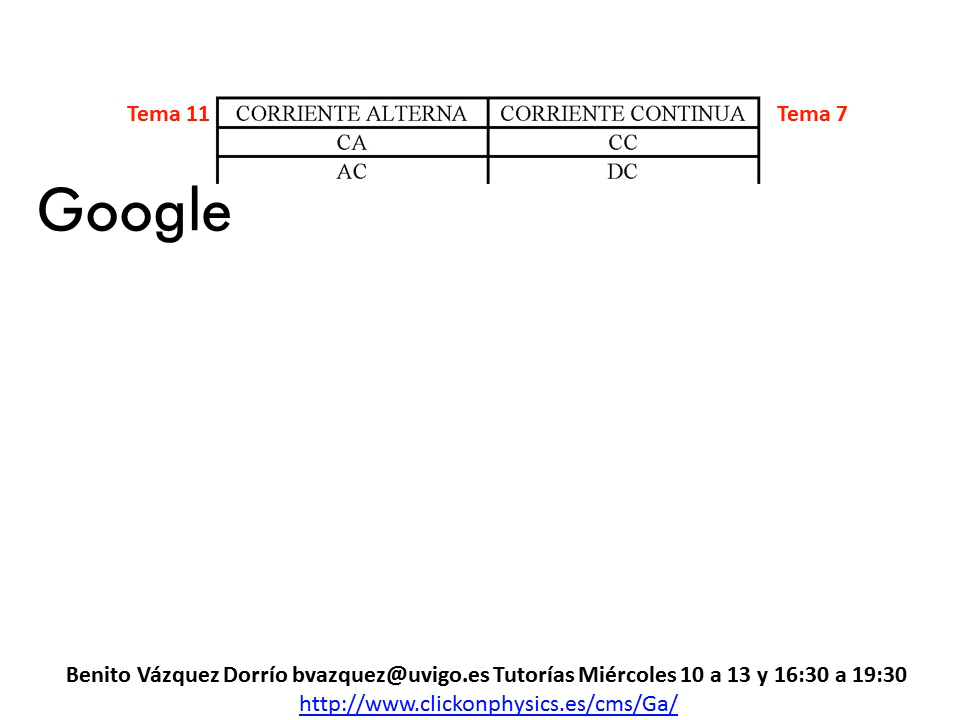 Tema 11 CORRIENTE ALTERNA CORRIENTE CONTINUA Tema 7
CA CC
AC DC
Google
Benito Vázquez Dorrío bvazquez@uvigo.es Tutorías Miércoles 10 a 13 y 16:30 a 19:30
http://www.clickonphysics.es/cms/Ga/